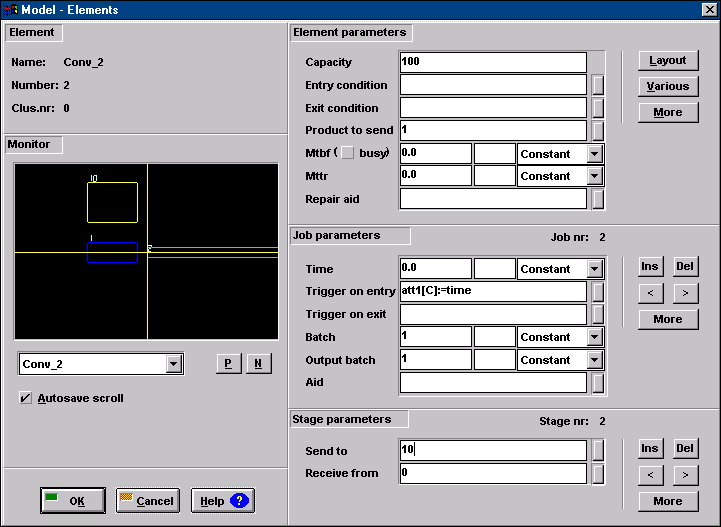 Model - Elements
Element
Name: Conv_2
Number: 2
Clus.nr: 0
Monitor
10
1
2
Conv_2
P N
Autosave scroll
OK Cancel Help ?
Element parameters
Capacity 100
Entry condition
Exit condition
Product to send 1
Mtbf ( busy) 0.0 Constant
Mttr 0.0 Constant
Repair aid
Layout
Various
More
Job parameters Job nr: 2
Time 0.0 Constant
Trigger on entry att1[C]:=time
Trigger on exit
Batch 1 Constant
Output batch 1 Constant
Aid
Ins Del
< >
More
Stage parameters Stage nr: 2
Send to 10
Receive from 0
Ins Del
< >
More